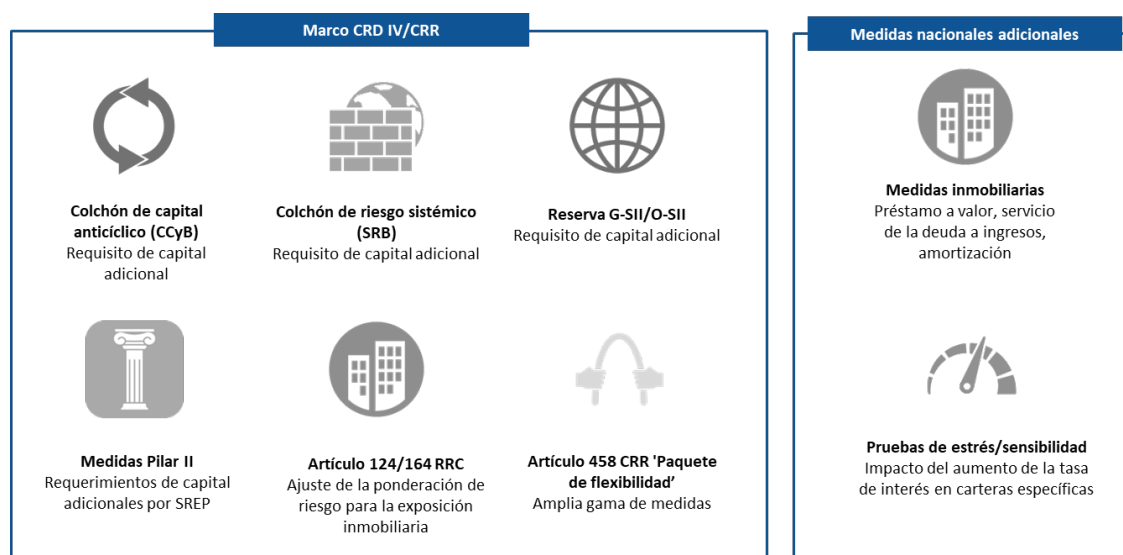 Marco CRD IV/CRR
Colchón de capital
anticíclico (CCyB)
Requisito de capital
adicional
Colchón de riesgo sistémico
(SRB)
Requisito de capital adicional
Reserva G-SII/O-SII
Requisito de capital adicional
Medidas Pilar II
Requerimientos de capital
adicionales por SREP
Artículo 124/164 RRC
Ajuste de la ponderación de
riesgo para la exposición
inmobiliaria
Artículo 458 CRR 'Paquete
de flexibilidad’
Amplia gama de medidas
Medidas nacionales adicionales
Medidas inmobiliarias
Préstamo a valor, servicio
de la deuda a ingresos,
amortización
Pruebas de estrés/sensibilidad
Impacto del aumento de la tasa
de interés en carteras específicas